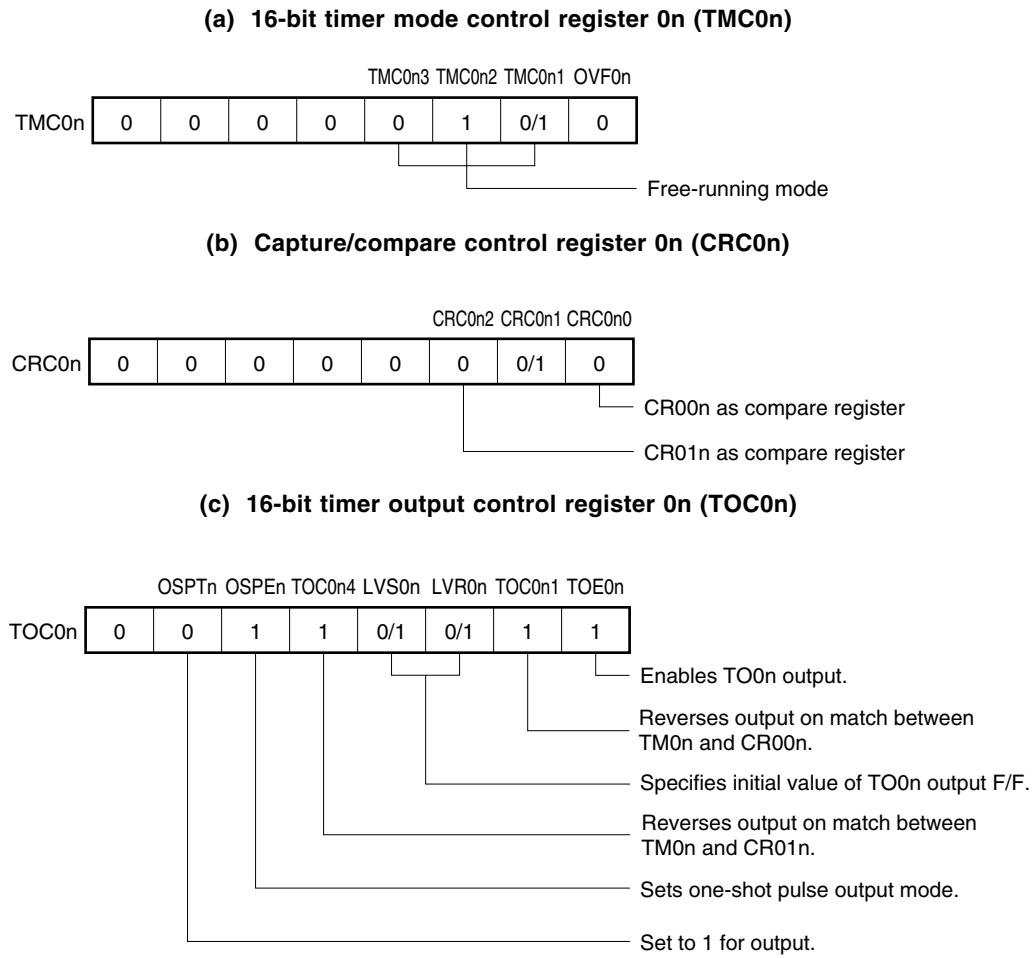 (a) 16-bit timer mode control register 0n (TMC0n)
TMC0n3 TMC0n2 TMC0n1 OVF0n
TMC0n 0 0 0 0 0 1 0/1 0
Free-running mode
(b) Capture/compare control register 0n (CRC0n)
CRC0n2 CRC0n1 CRC0n0
CRC0n 0 0 0 0 0 0 0/1 0
CR00n as compare register
CR01n as compare register
(c) 16-bit timer output control register 0n (TOC0n)
OSPTn OSPEn TOC0n4 LVS0n LVR0n TOC0n1 TOE0n
TOC0n 0 0 1 1 0/1 0/1 1 1
Enables TO0n output.
Reverses output on match between
TM0n and CR00n.
Specifies initial value of TO0n output F/F.
Reverses output on match between
TM0n and CR01n.
Sets one-shot pulse output mode.
Set to 1 for output.